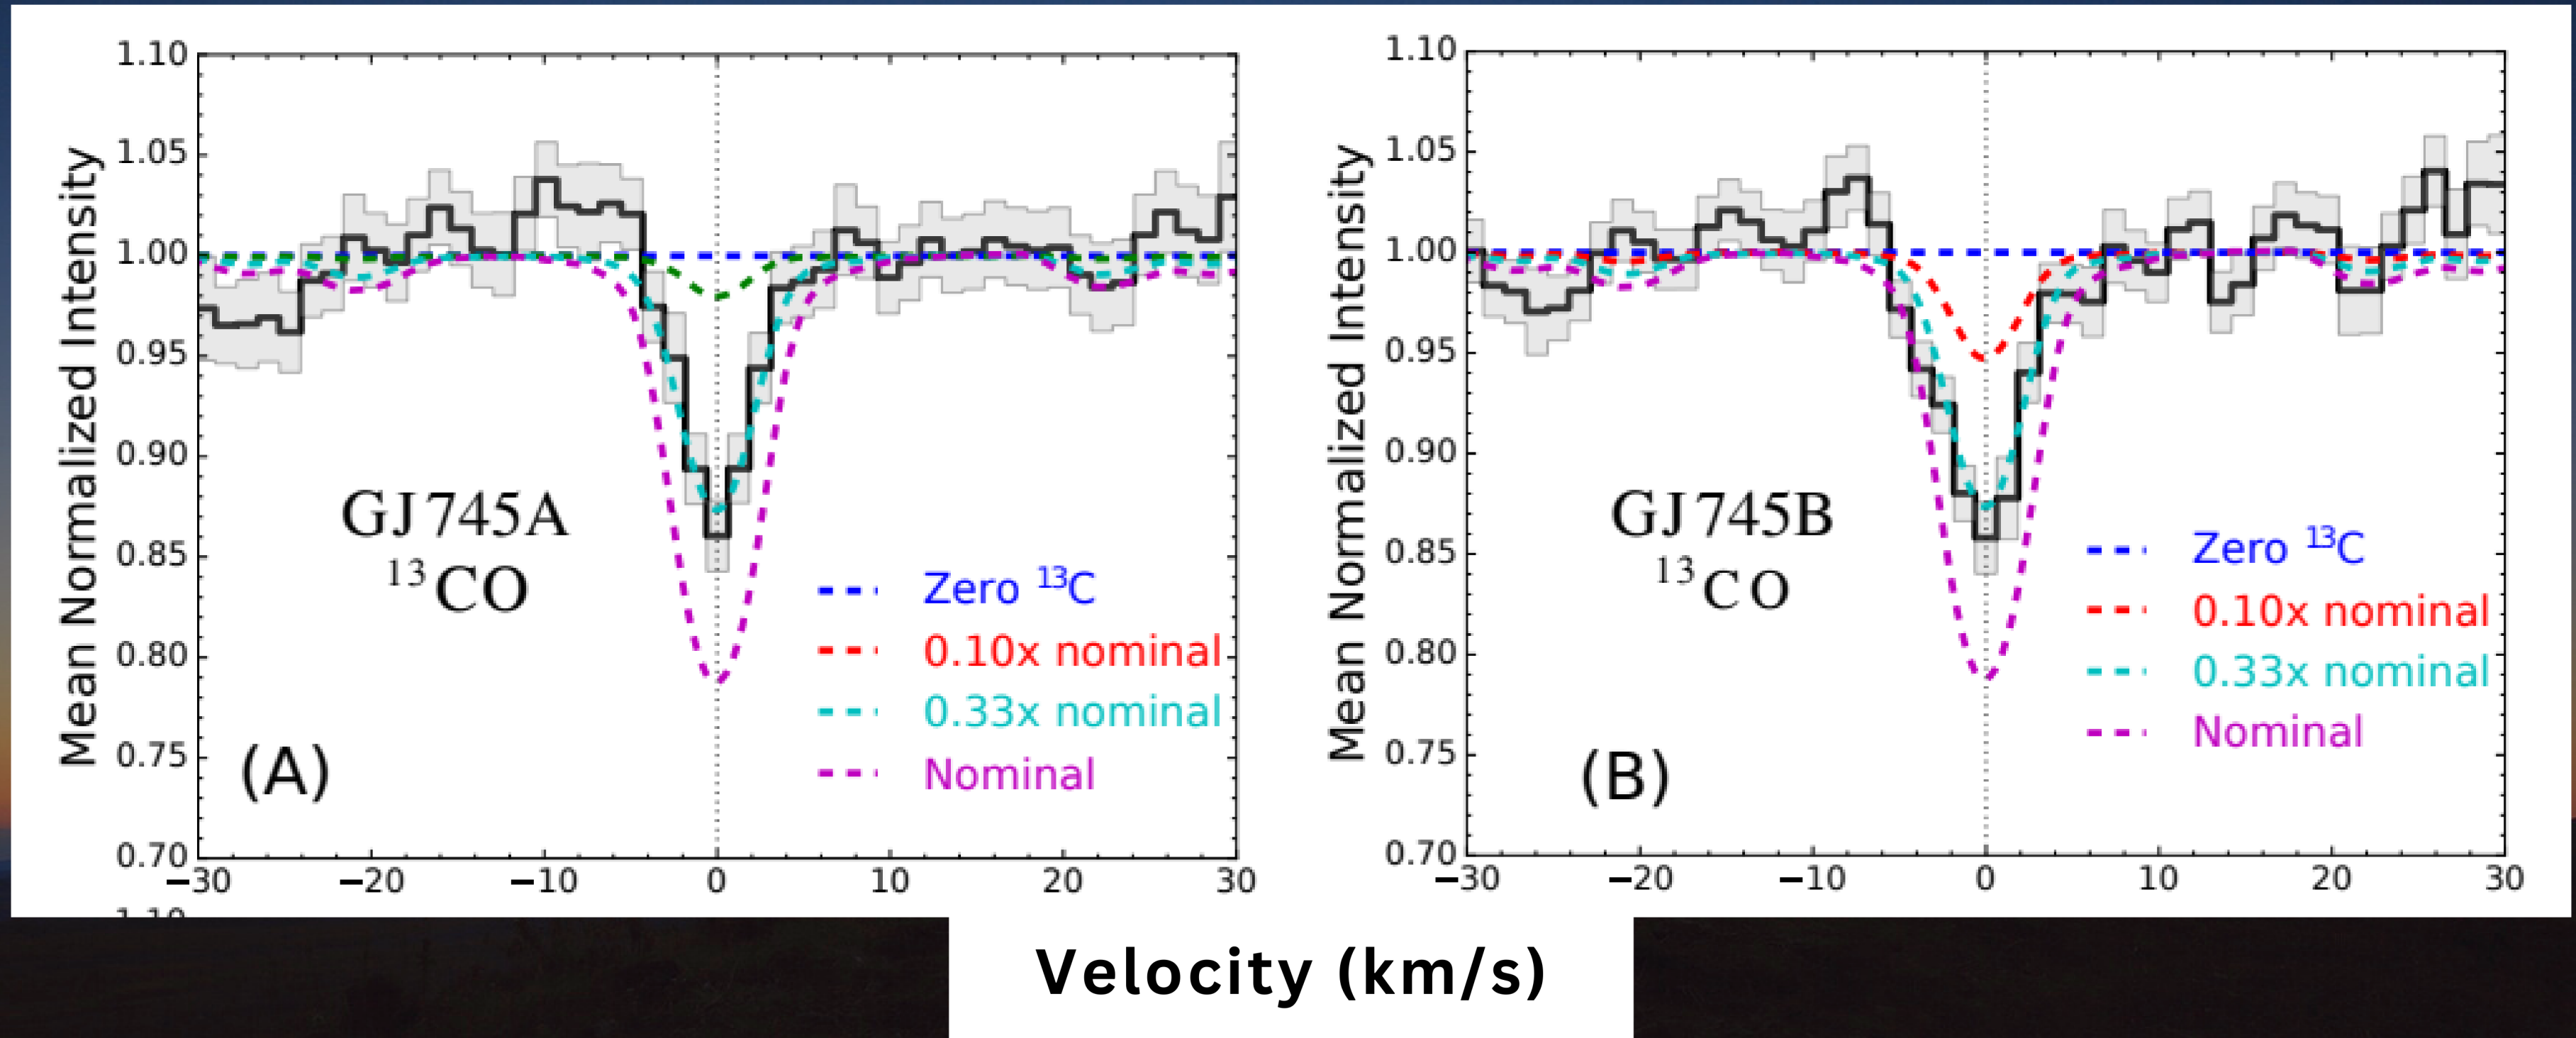 1.10
1.05
1.00
0.95
0.90
0.85
0.80
0.75
0.70
Mean Normalized Intensity
GJ745A
¹³CO
(A)
Zero ¹³C
0.10x nominal
0.33x nominal
Nominal
−30 −20 −10 0 10 20 30
1.10
1.10
1.05
1.00
0.95
0.90
0.85
0.80
0.75
0.70
Mean Normalized Intensity
GJ745B
¹³CO
(B)
Zero ¹³C
0.10x nominal
0.33x nominal
Nominal
−30 −20 −10 0 10 20 30
Velocity (km/s)